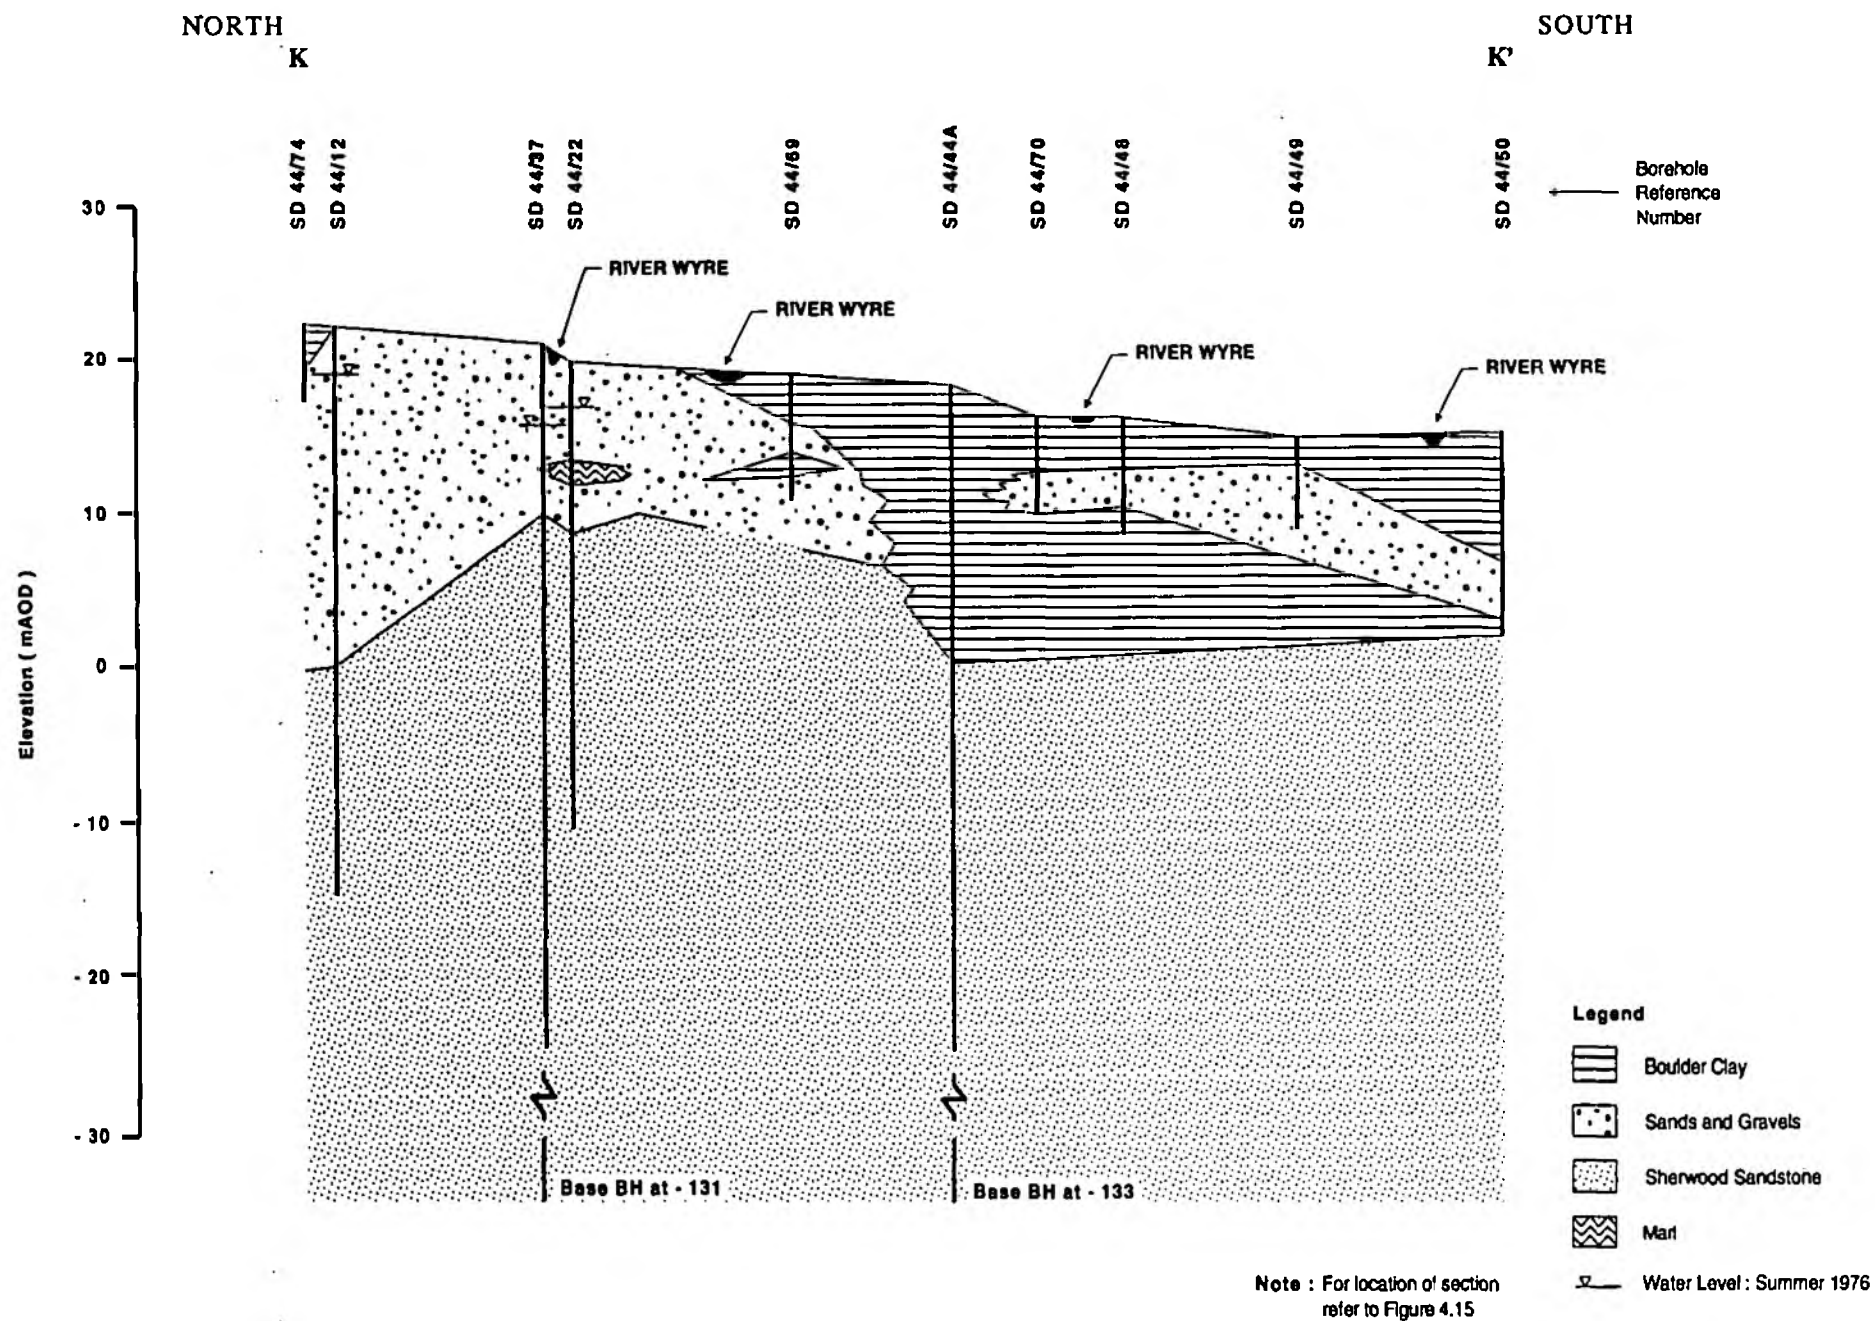 NORTH
K
SOUTH
K'
SD 44/74
SD 44/12
SD 44/37
SD 44/22
SD 44/69
SD 44/44A
SD 44/70
SD 44/48
SD 44/49
SD 44/50
Borehole
Reference
Number
30
20
10
0
- 10
- 20
- 30
Elevation ( mAOD )
RIVER WYRE
RIVER WYRE
RIVER WYRE
RIVER WYRE
Base BH at - 131
Base BH at - 133
Legend
Boulder Clay
Sands and Gravels
Sherwood Sandstone
Marl
Water Level : Summer 1976
Note : For location of section
refer to Figure 4.15